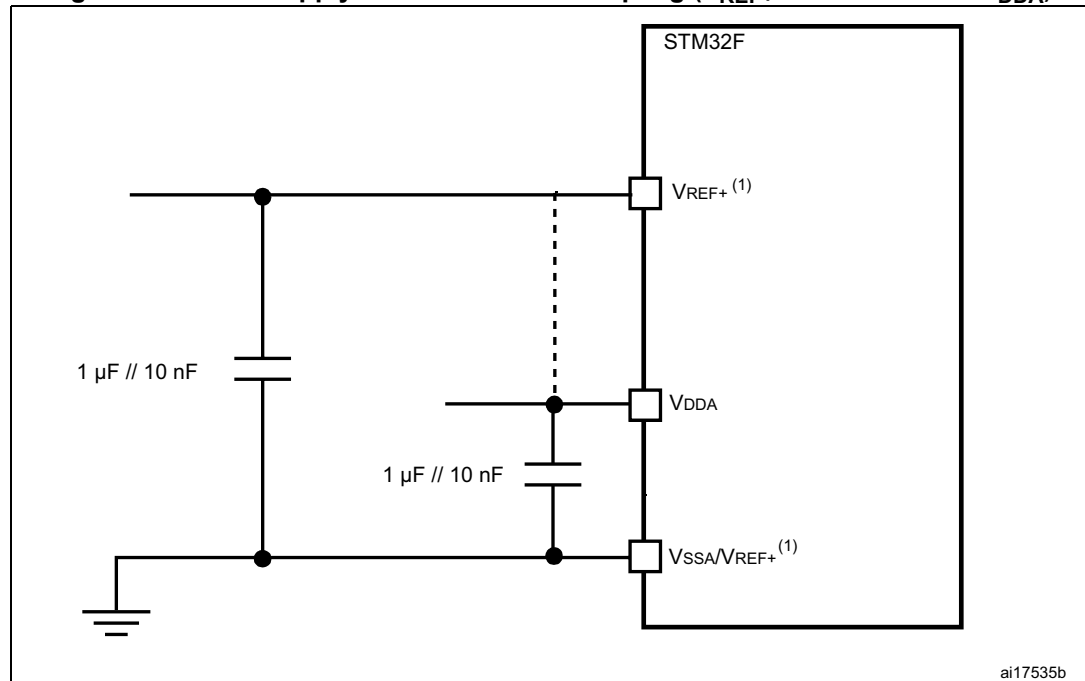 STM32F
VREF+ (1)
1 µF // 10 nF
VDDA
1 µF // 10 nF
VSSA/VREF+ (1)
ai17535b